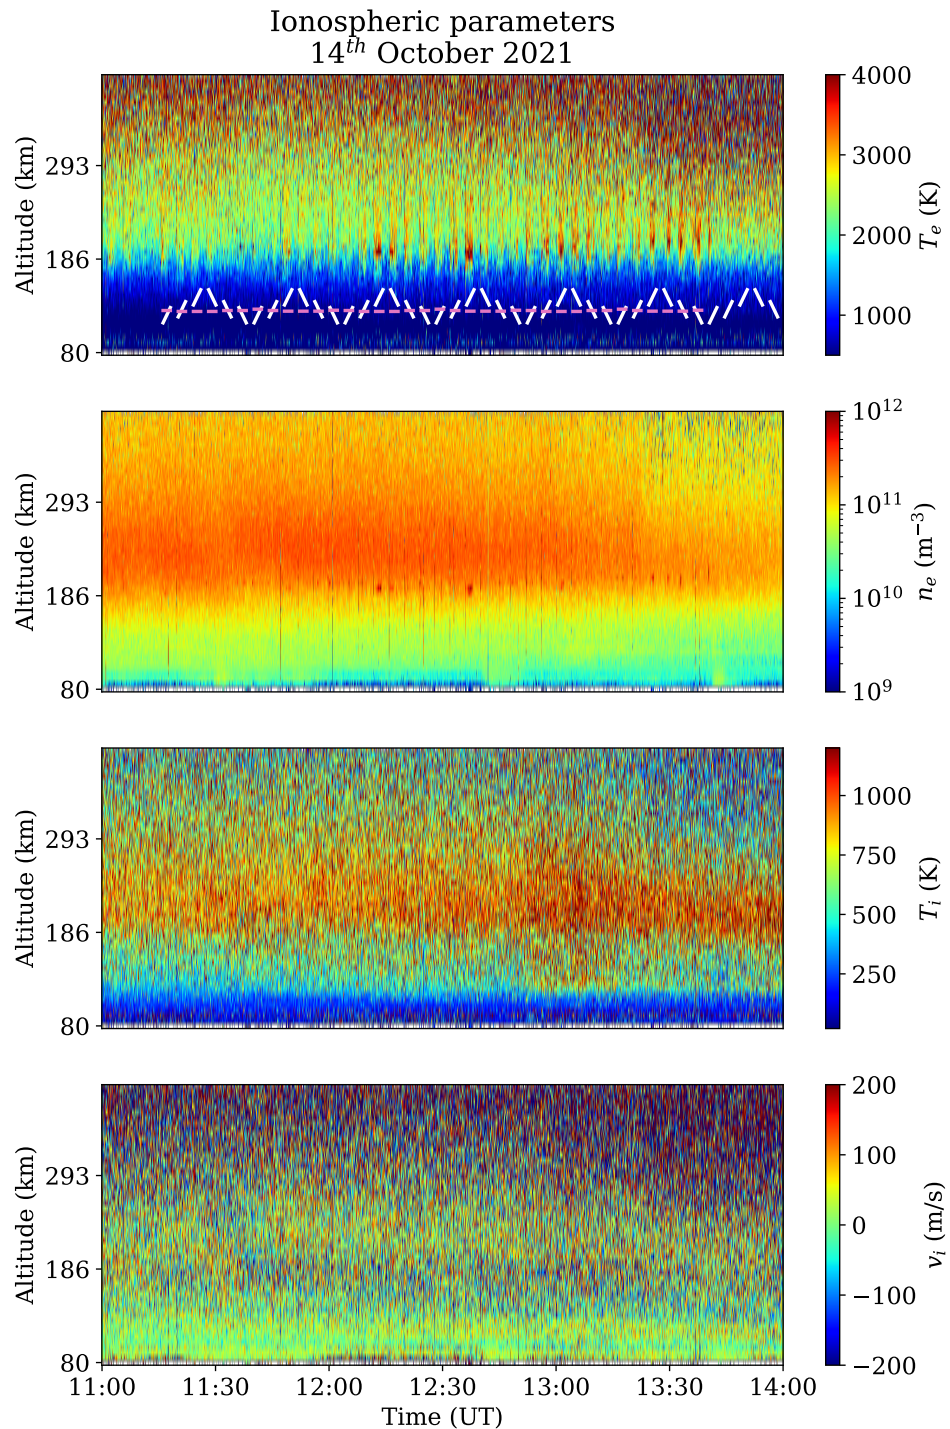 Ionospheric parameters
14th October 2021
Altitude (km)
293
186
80
4000
3000
2000
1000
Te (K)
Altitude (km)
293
186
80
10^12
10^11
10^10
10^9
ne (m^−3)
Altitude (km)
293
186
80
1000
750
500
250
Ti (K)
Altitude (km)
293
186
80
200
100
0
−100
−200
vi (m/s)
11:00 11:30 12:00 12:30 13:00 13:30 14:00
Time (UT)